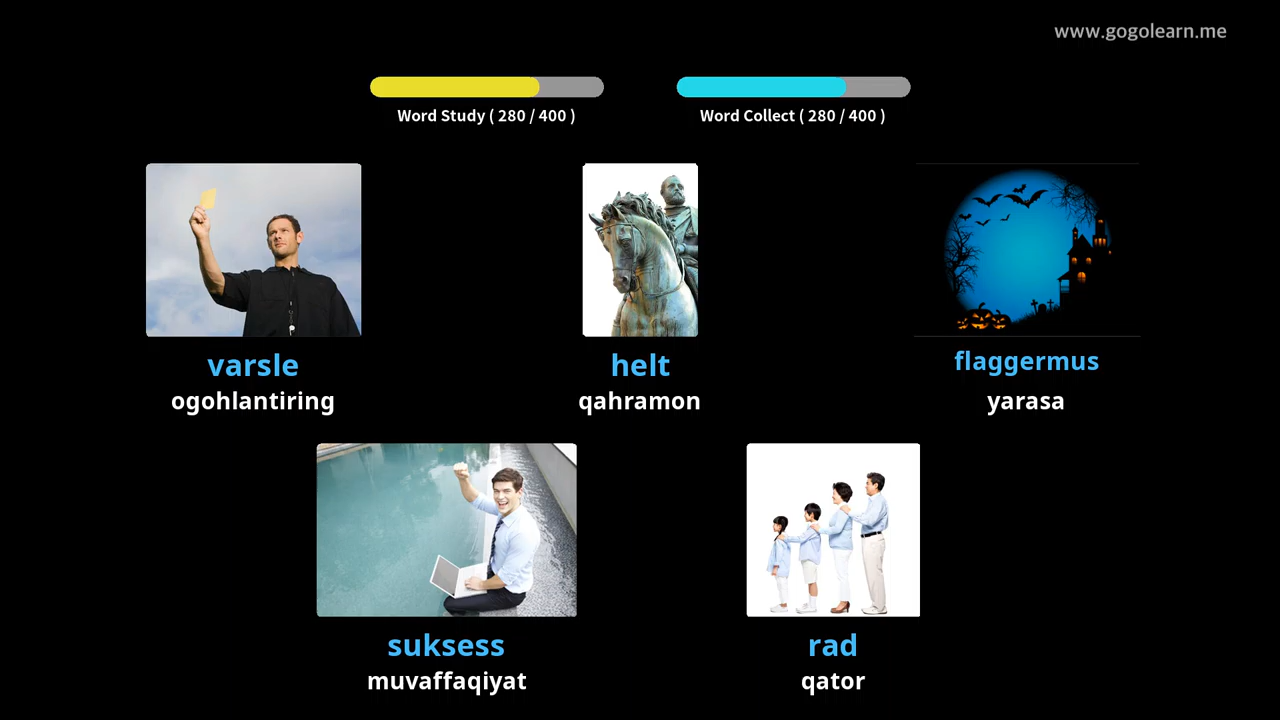 www.gogolearn.me
Word Study ( 280 / 400 )
Word Collect ( 280 / 400 )
varsle
ogohlantiring
helt
qahramon
flaggermus
yarasa
suksess
muvaffaqiyat
rad
qator